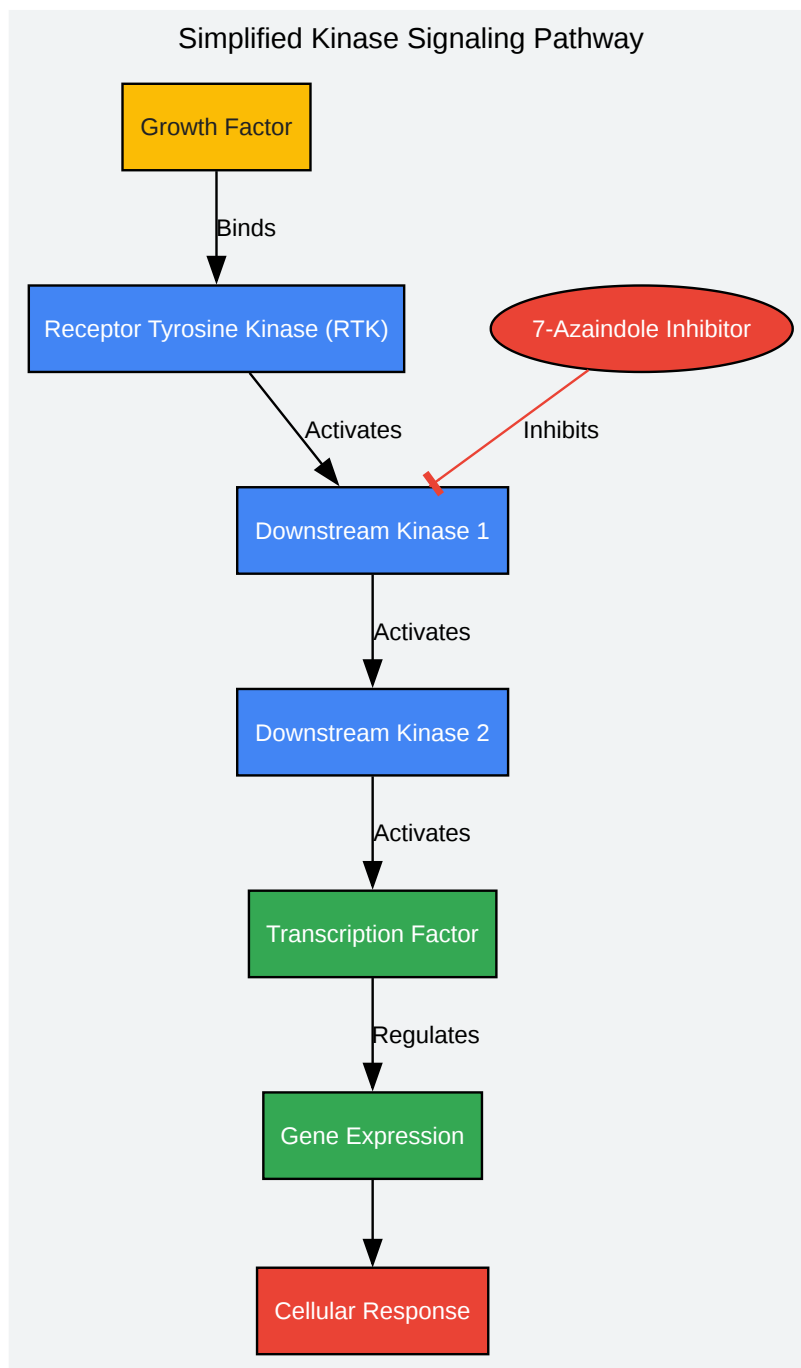 Simplified Kinase Signaling Pathway
Growth Factor
Binds
Receptor Tyrosine Kinase (RTK)
7-Azaindole Inhibitor
Activates
Inhibits
Downstream Kinase 1
Activates
Downstream Kinase 2
Activates
Transcription Factor
Regulates
Gene Expression
Cellular Response